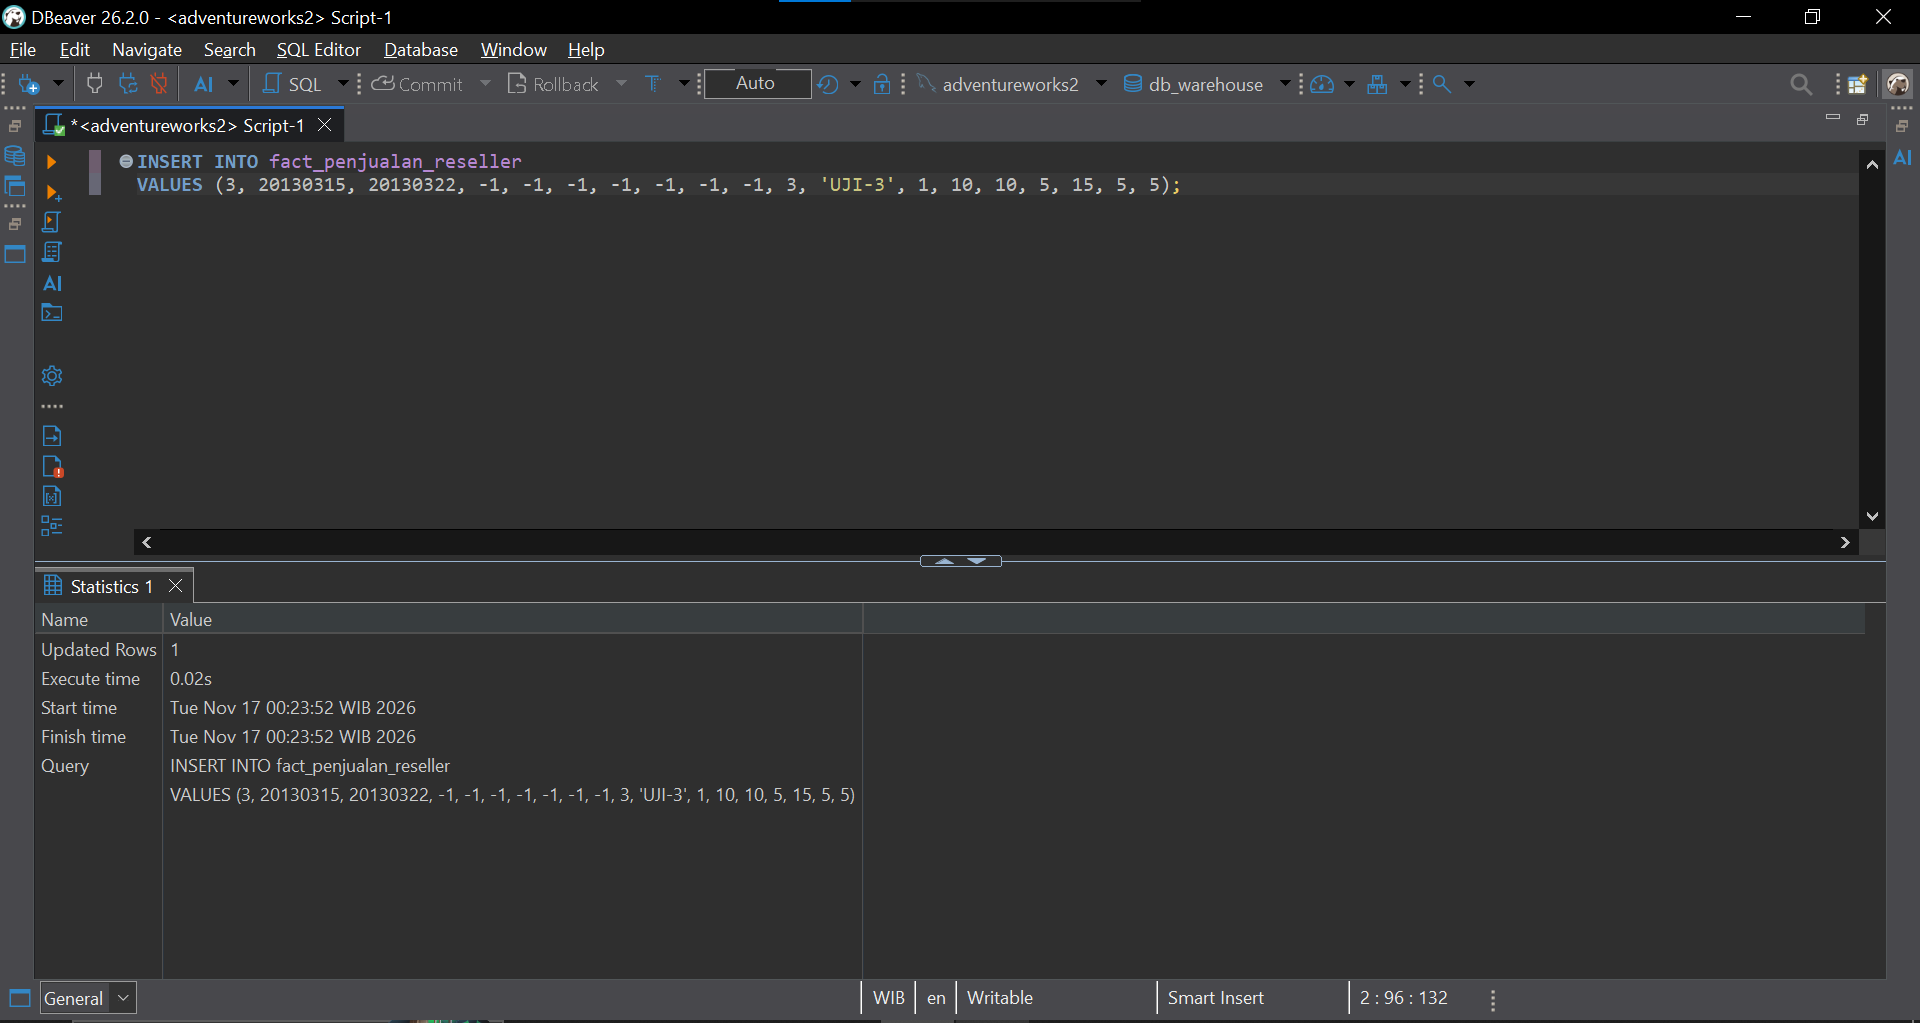 DBeaver 26.2.0 - <adventureworks2> Script-1
File Edit Navigate Search SQL Editor Database Window Help
AI SQL Commit Rollback Auto adventureworks2 db_warehouse
*<adventureworks2> Script-1
AI
INSERT INTO fact_penjualan_reseller
VALUES (3, 20130315, 20130322, -1, -1, -1, -1, -1, -1, -1, 3, 'UJI-3', 1, 10, 10, 5, 15, 5, 5);
AI
Statistics 1
Name Value
Updated Rows 1
Execute time 0.02s
Start time Tue Nov 17 00:23:52 WIB 2026
Finish time Tue Nov 17 00:23:52 WIB 2026
Query INSERT INTO fact_penjualan_reseller
VALUES (3, 20130315, 20130322, -1, -1, -1, -1, -1, -1, -1, 3, 'UJI-3', 1, 10, 10, 5, 15, 5, 5)
General WIB en Writable Smart Insert 2 : 96 : 132